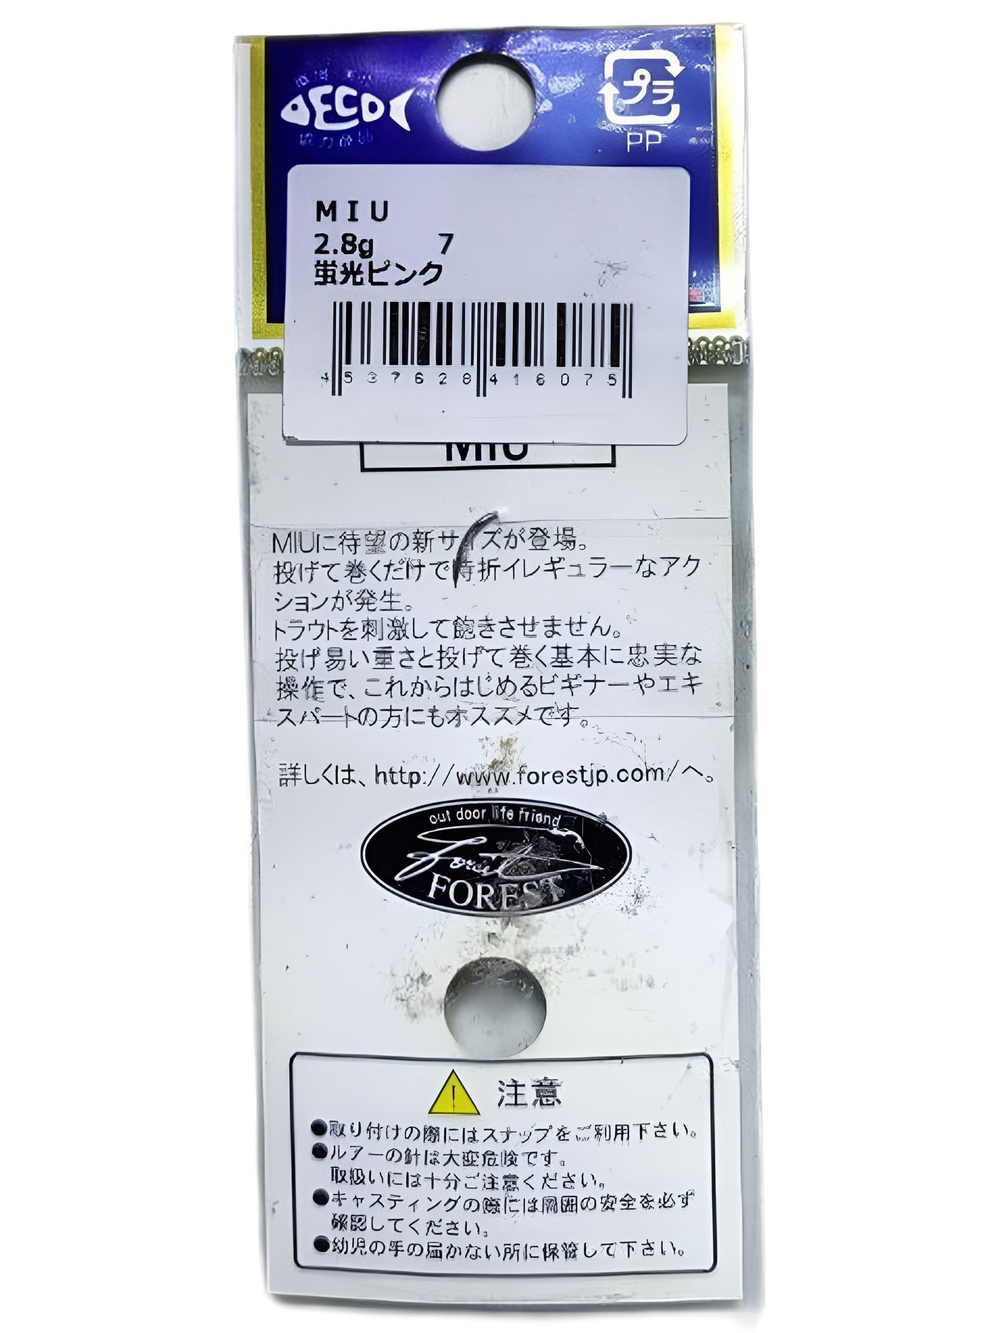 ECO
プラ
PP
MIU
2.8g 7
蛍光ピンク
4 537628 416075
MIU
MIUに待望の新サイズが登場。
投げて巻くだけで時折イレギュラーなアク
ションが発生。
トラウトを刺激して飽きさせません。
投げ易い重さと投げて巻く基本に忠実な
操作で、これからはじめるビギナーやエキ
スパートの方にもオススメです。
詳しくは、http://www.forestjp.com/へ。
out door life friend
Forest
FOREST
注意
●取り付けの際にはスナップをご利用下さい。
●ルアーの針は大変危険です。
取扱いには十分ご注意ください。
●キャスティングの際には周囲の安全を必ず
確認してください。
●幼児の手の届かない所に保管して下さい。